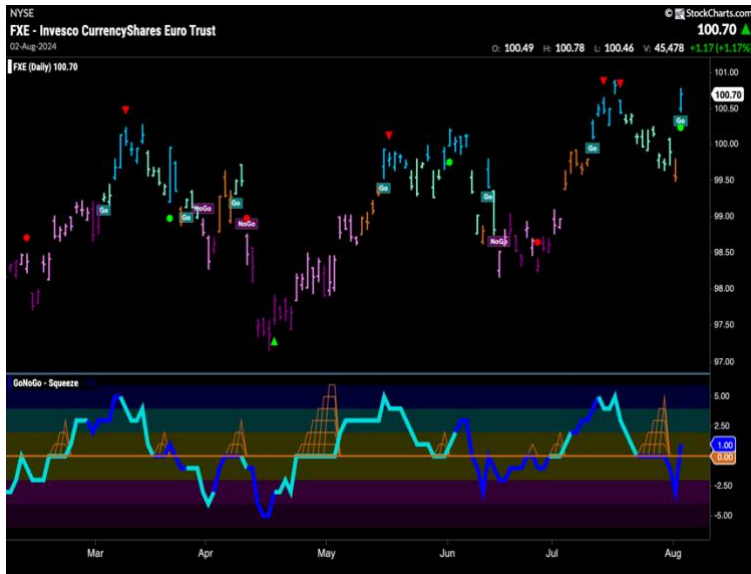 NYSE
© StockCharts.com
FXE - Invesco CurrencyShares Euro Trust
100.70
02-Aug-2024
O: 100.49 H: 100.78 L: 100.46 V: 45,478 +1.17 (+1.17%)
FXE (Daily) 100.70
101.00
100.70
100.50
100.00
99.50
99.00
98.50
98.00
97.50
97.00
Go
Go
NoGo
Go
NoGo
Go
Go
NoGo
Go
Go
GoNoGo - Squeeze
5.00
2.50
1.00
0.00
-2.50
-5.00
Mar Apr May Jun Jul Aug